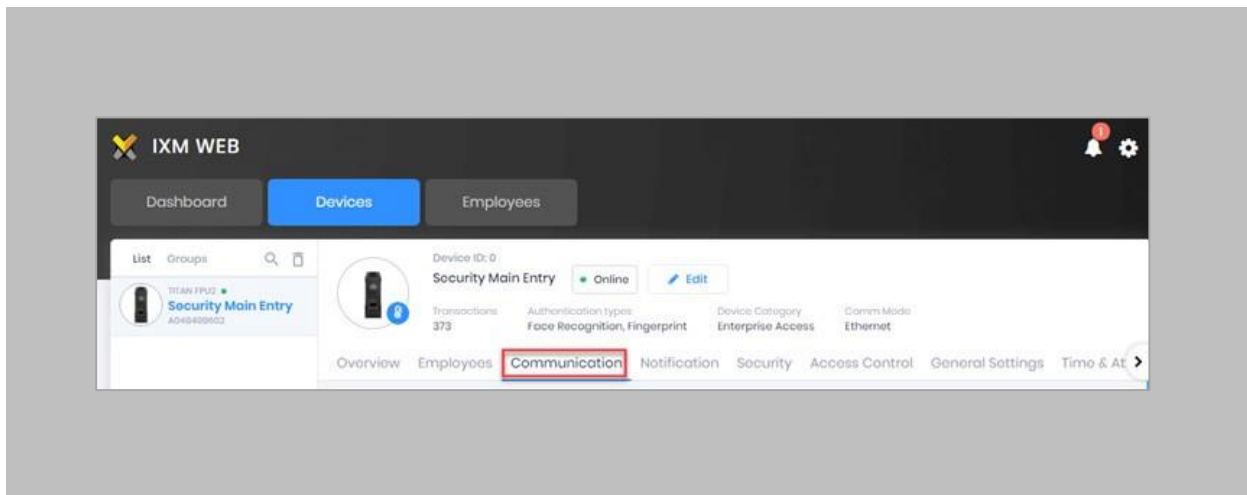 IXM WEB
1
Dashboard Devices Employees
List Groups
TITAN FPU2
Security Main Entry
Device ID: 0
Security Main Entry Online Edit
Transactions Authentication types Device Category Comm Mode
373 Face Recognition, Fingerprint Enterprise Access Ethernet
Overview Employees Communication Notification Security Access Control General Settings Time & At